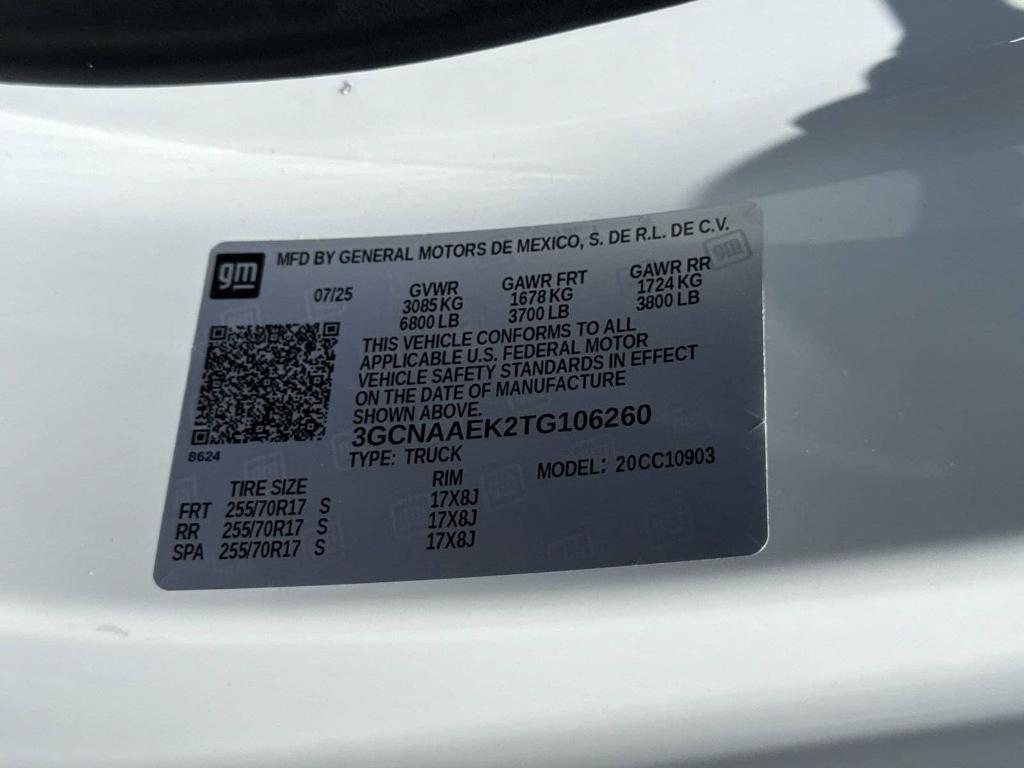 gm MFD BY GENERAL MOTORS DE MEXICO, S. DE R.L. DE C.V.
07/25 GVWR GAWR FRT GAWR RR
3085 KG 1678 KG 1724 KG
6800 LB 3700 LB 3800 LB
THIS VEHICLE CONFORMS TO ALL
APPLICABLE U.S. FEDERAL MOTOR
VEHICLE SAFETY STANDARDS IN EFFECT
ON THE DATE OF MANUFACTURE
SHOWN ABOVE.
3GCNAAEK2TG106260
8624
TYPE: TRUCK MODEL: 20CC10903
TIRE SIZE RIM
FRT 255/70R17 S 17X8J
RR 255/70R17 S 17X8J
SPA 255/70R17 S 17X8J